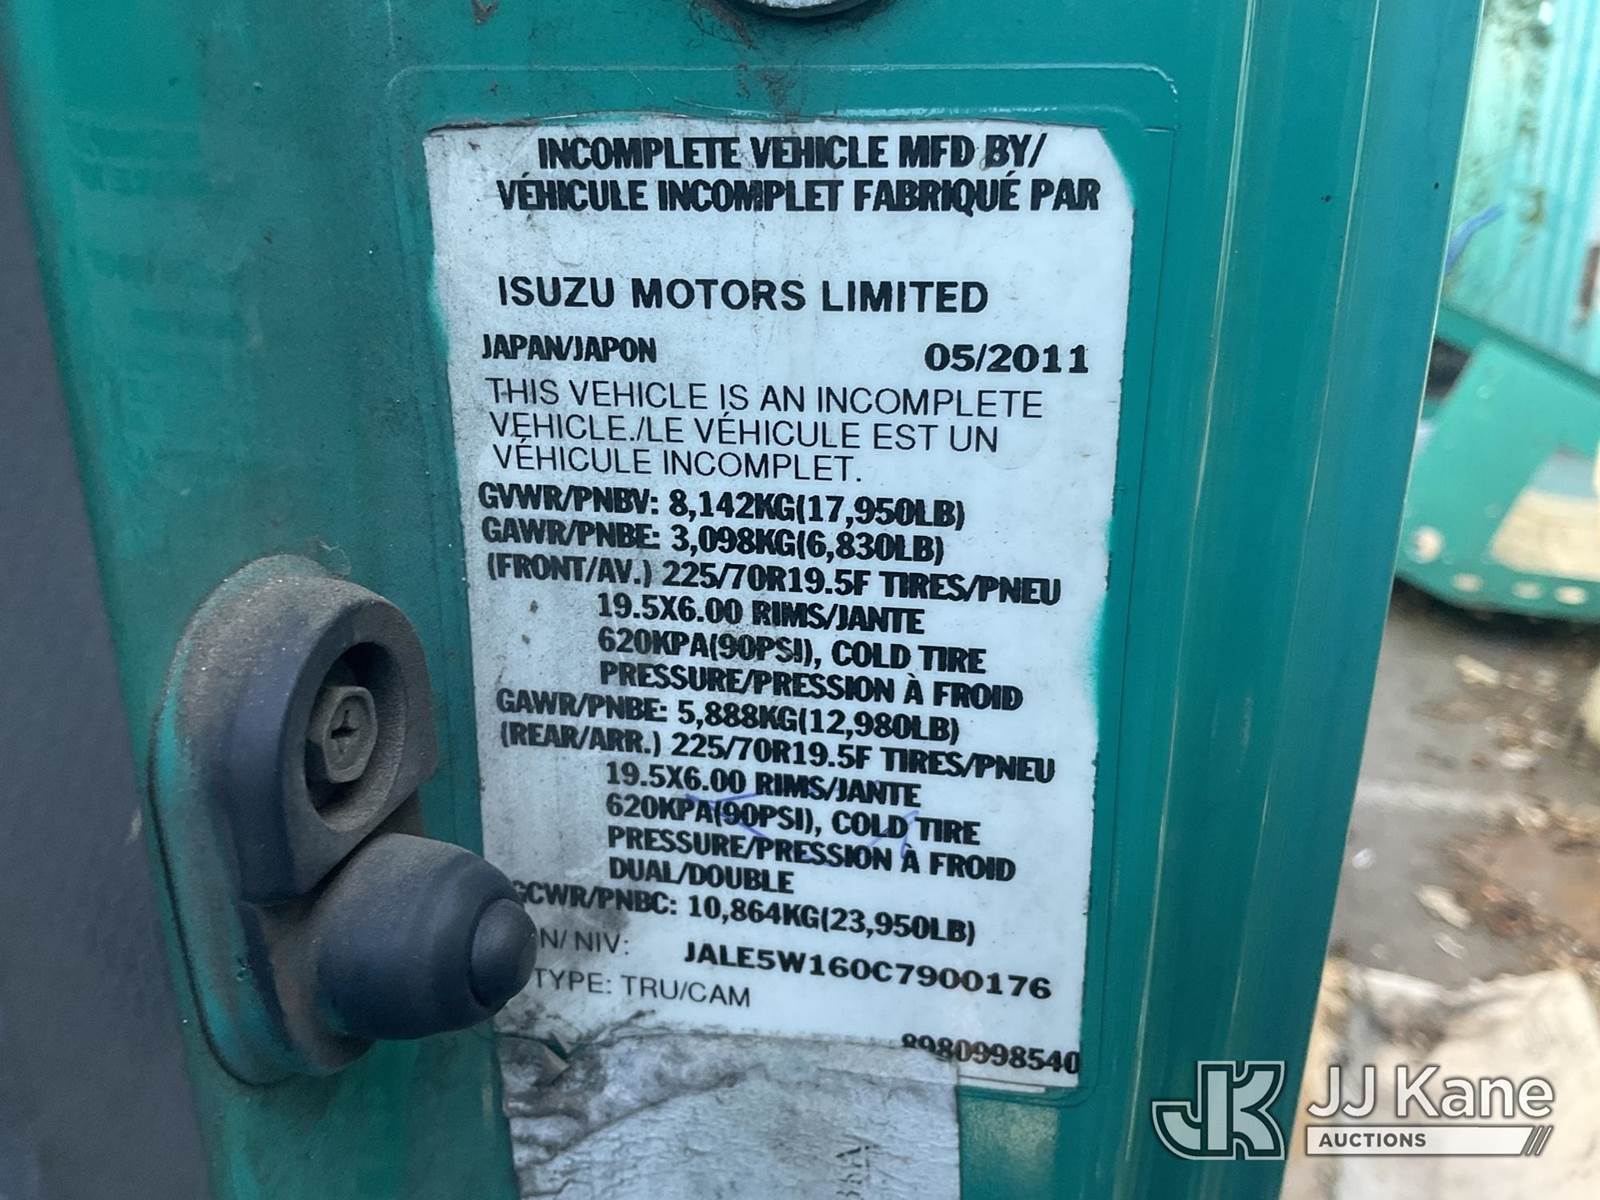 INCOMPLETE VEHICLE MFD BY/
VÉHICULE INCOMPLET FABRIQUÉ PAR
ISUZU MOTORS LIMITED
JAPAN/JAPON 05/2011
THIS VEHICLE IS AN INCOMPLETE
VEHICLE./LE VÉHICULE EST UN
VÉHICULE INCOMPLET.
GVWR/PNBV: 8,142KG(17,950LB)
GAWR/PNBE: 3,098KG(6,830LB)
(FRONT/AV.) 225/70R19.5F TIRES/PNEU
19.5X6.00 RIMS/JANTE
620KPA(90PSI), COLD TIRE
PRESSURE/PRESSION À FROID
GAWR/PNBE: 5,888KG(12,980LB)
(REAR/ARR.) 225/70R19.5F TIRES/PNEU
19.5X6.00 RIMS/JANTE
620KPA(90PSI), COLD TIRE
PRESSURE/PRESSION À FROID
DUAL/DOUBLE
GCWR/PNBC: 10,864KG(23,950LB)
N/ NIV: JALE5W160C7900176
TYPE: TRU/CAM
8980998540
JK JJ Kane
AUCTIONS